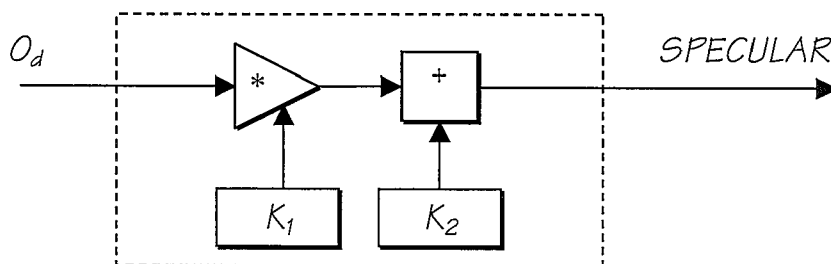 O_d
SPECULAR
*
+
K_1
K_2